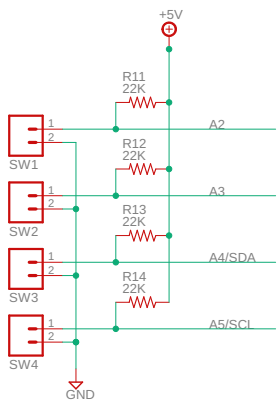 +5V
R11
22K
1
2
A2
SW1
R12
22K
1
2
A3
SW2
R13
22K
1
2
A4/SDA
SW3
R14
22K
1
2
A5/SCL
SW4
GND